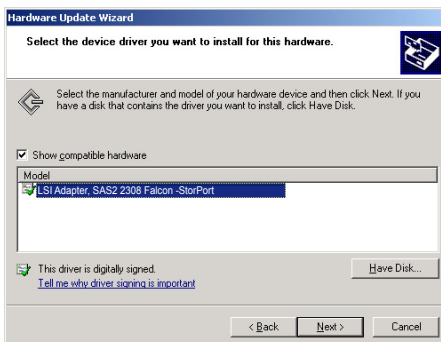 Hardware Update Wizard
Select the device driver you want to install for this hardware.
Select the manufacturer and model of your hardware device and then click Next. If you
have a disk that contains the driver you want to install, click Have Disk.
Show compatible hardware
Model
LSI Adapter, SAS2 2308 Falcon -StorPort
This driver is digitally signed.
Have Disk...
Tell me why driver signing is important
< Back
Next >
Cancel